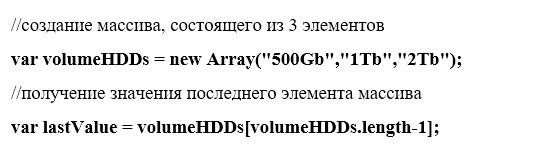 //создание массива, состоящего из 3 элементов
var volumeHDDs = new Array("500Gb","1Tb","2Tb");
//получение значения последнего элемента массива
var lastValue = volumeHDDs[volumeHDDs.length-1];